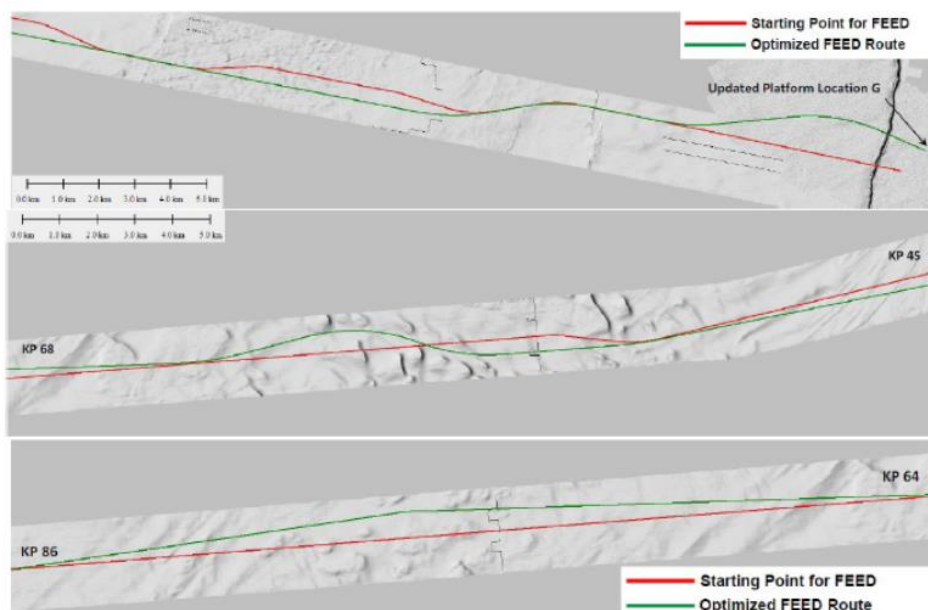 Starting Point for FEED
Optimized FEED Route
Updated Platform Location G
0.0 km 1.0 km 2.0 km 3.0 km 4.0 km 5.0 km
0.0 km 1.0 km 2.0 km 3.0 km 4.0 km 5.0 km
KP 45
KP 68
KP 64
KP 86
Starting Point for FEED
Optimized FEED Route